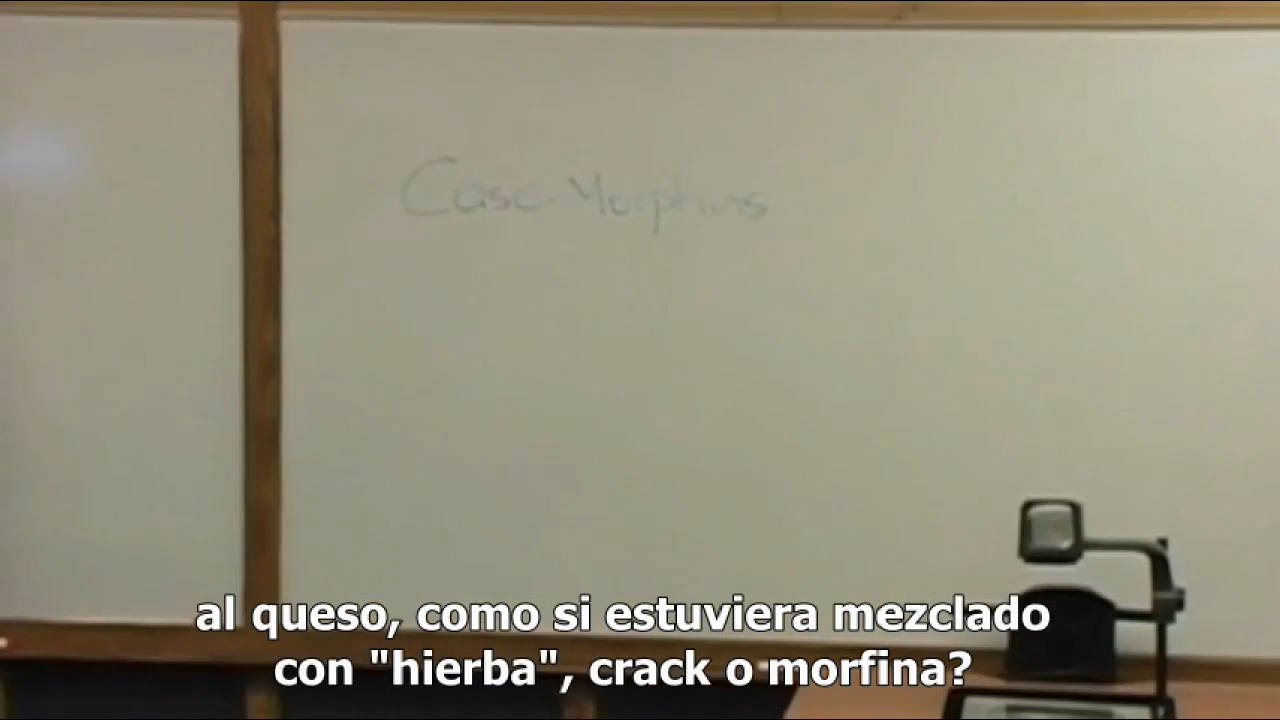 Caso-Morphins
al queso, como si estuviera mezclado
con "hierba", crack o morfina?